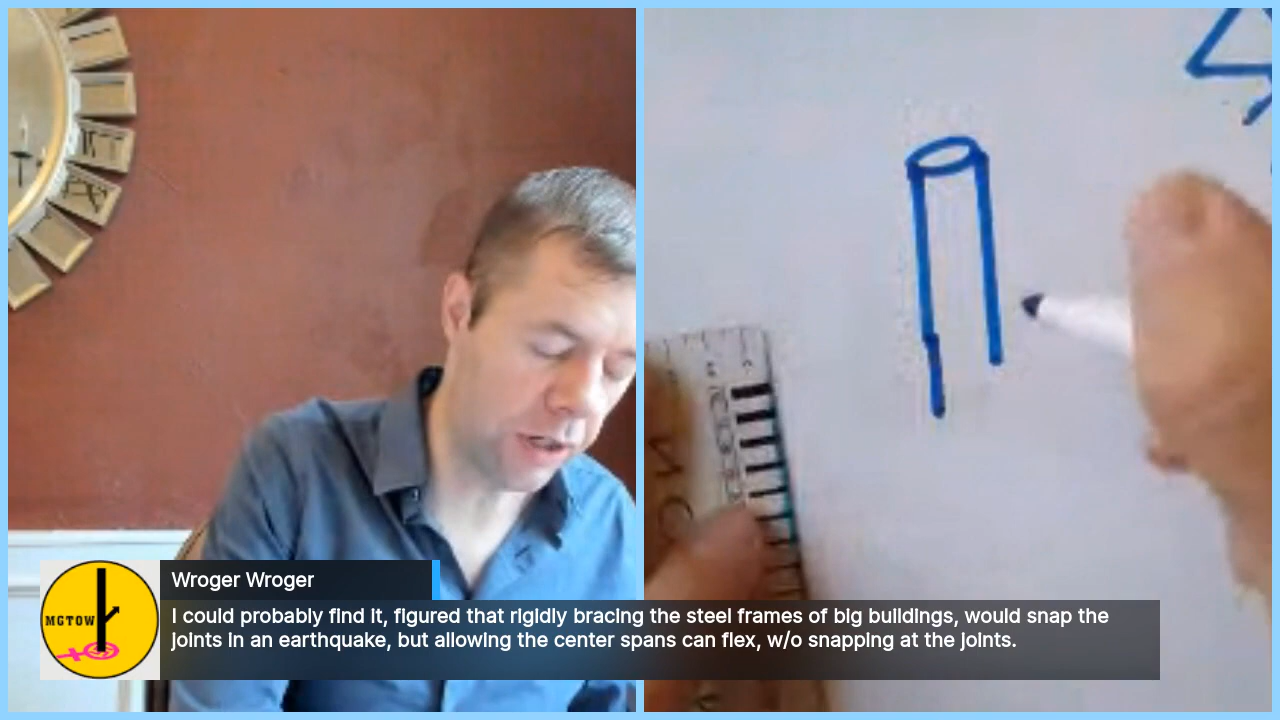 Wroger Wroger
I could probably find it, figured that rigidly bracing the steel frames of big buildings, would snap the
joints in an earthquake, but allowing the center spans can flex, w/o snapping at the joints.
MGTOW